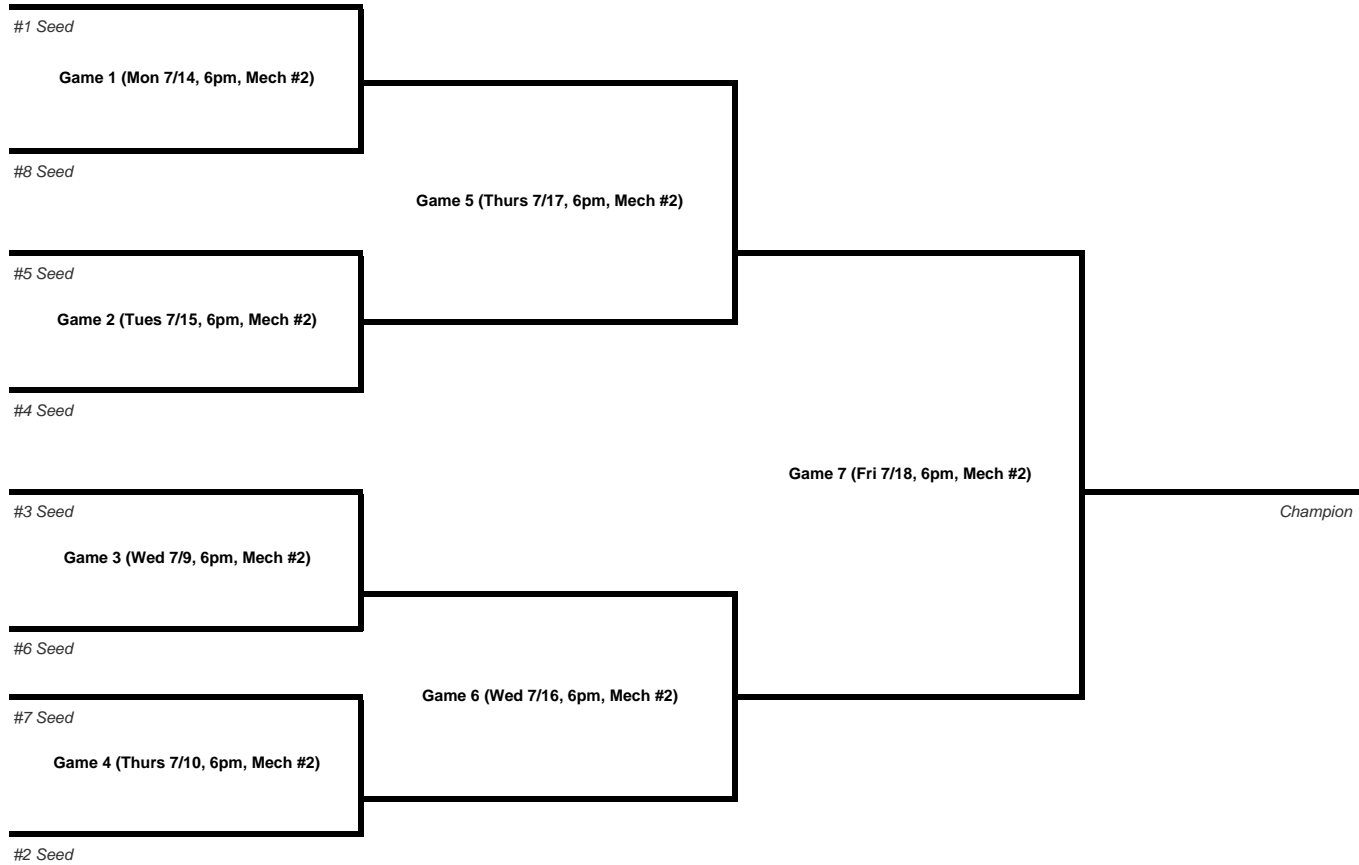 #1 Seed
Game 1 (Mon 7/14, 6pm, Mech #2)
#8 Seed
Game 5 (Thurs 7/17, 6pm, Mech #2)
#5 Seed
Game 2 (Tues 7/15, 6pm, Mech #2)
#4 Seed
Game 7 (Fri 7/18, 6pm, Mech #2)
#3 Seed
Champion
Game 3 (Wed 7/9, 6pm, Mech #2)
#6 Seed
Game 6 (Wed 7/16, 6pm, Mech #2)
#7 Seed
Game 4 (Thurs 7/10, 6pm, Mech #2)
#2 Seed